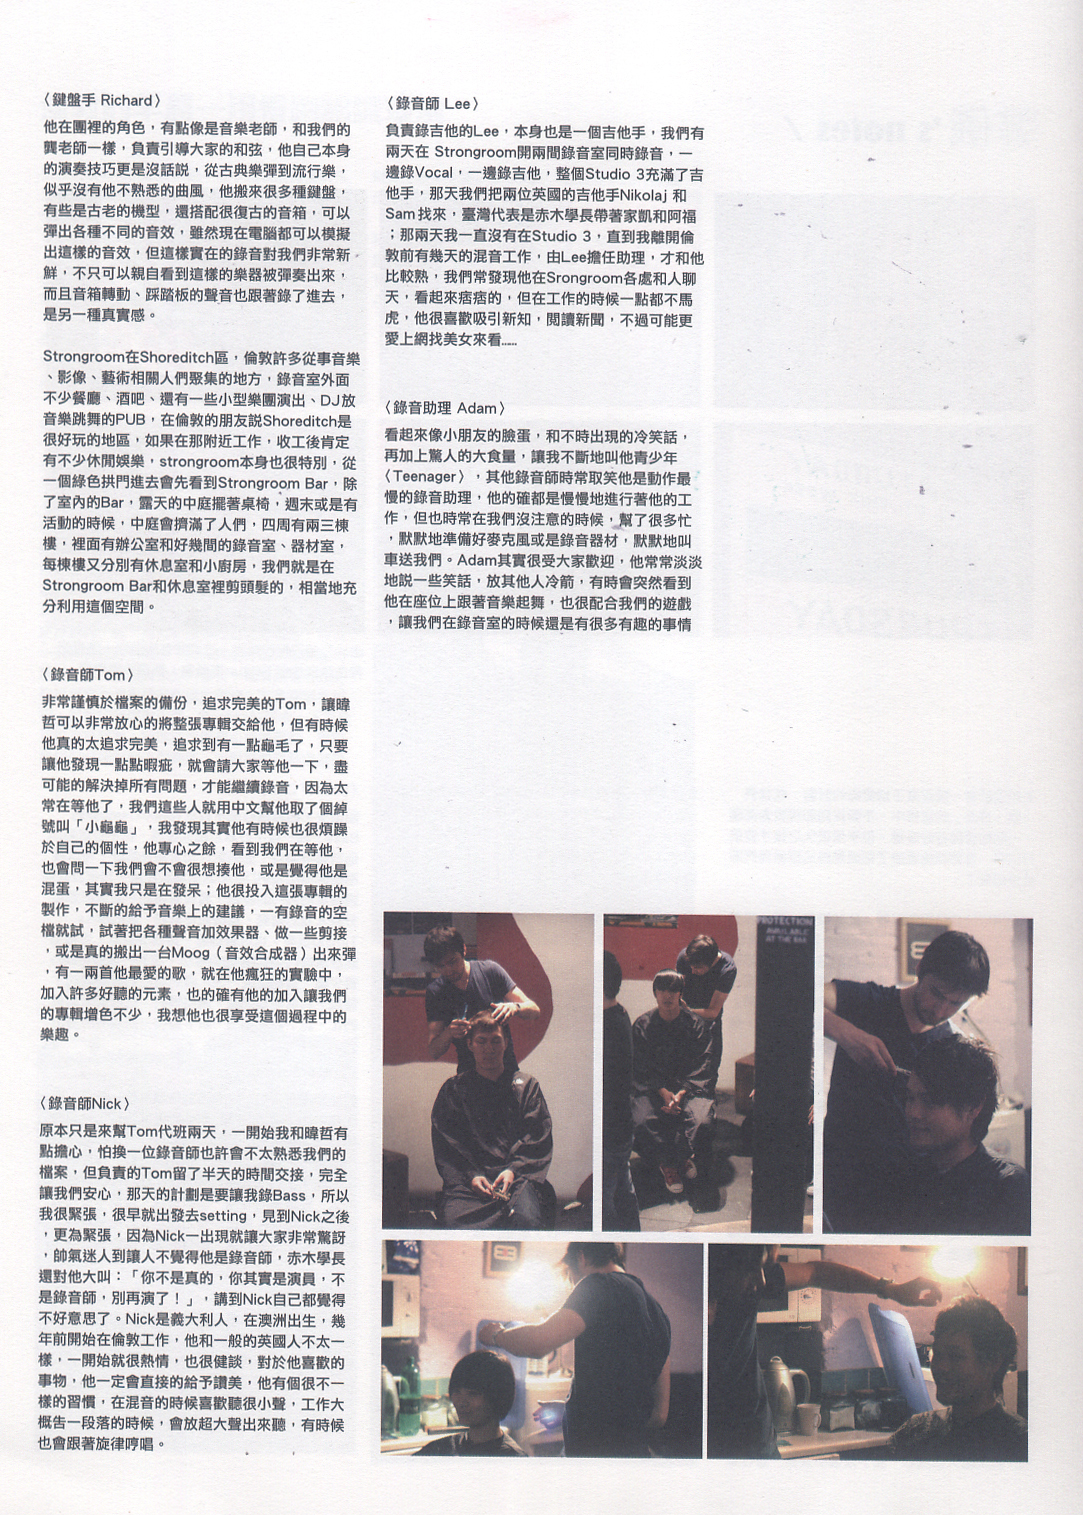 〈鍵盤手 Richard〉
他在團裡的角色，有點像是音樂老師，和我們的
龔老師一樣，負責引導大家的和弦，他自己本身
的演奏技巧更是沒話說，從古典樂彈到流行樂，
似乎沒有他不熟悉的曲風，他搬來很多種鍵盤，
有些是古老的機型，還搭配很復古的音箱，可以
彈出各種不同的音效，雖然現在電腦都可以模擬
出這樣的音效，但這樣實在的錄音對我們非常新
鮮，不只可以親自看到這樣的樂器被彈奏出來，
而且音箱轉動、踩踏板的聲音也跟著錄了進去，
是另一種真實感。
Strongroom在Shoreditch區，倫敦許多從事音樂
、影像、藝術相關人們聚集的地方，錄音室外面
不少餐廳、酒吧、還有一些小型樂團演出、DJ放
音樂跳舞的PUB，在倫敦的朋友說Shoreditch是
很好玩的地區，如果在那附近工作，收工後肯定
有不少休閒娛樂，strongroom本身也很特別，從
一個綠色拱門進去會先看到Strongroom Bar，除
了室內的Bar，露天的中庭擺著桌椅，週末或是有
活動的時候，中庭會擠滿了人們，四周有兩三棟
樓，裡面有辦公室和好幾間的錄音室、器材室，
每棟樓又分別有休息室和小廚房，我們就是在
Strongroom Bar和休息室裡剪頭髮的，相當地充
分利用這個空間。
〈錄音師Tom〉
非常謹慎於檔案的備份，追求完美的Tom，讓暐
哲可以非常放心的將整張專輯交給他，但有時候
他真的太追求完美，追求到有一點龜毛了，只要
讓他發現一點點瑕疵，就會請大家等他一下，盡
可能的解決掉所有問題，才能繼續錄音，因為太
常在等他了，我們這些人就用中文幫他取了個綽
號叫「小龜龜」，我發現其實他有時候也很煩躁
於自己的個性，他專心之餘，看到我們在等他，
也會問一下我們會不會很想揍他，或是覺得他是
混蛋，其實我只是在發呆；他很投入這張專輯的
製作，不斷的給予音樂上的建議，一有錄音的空
檔就試，試著把各種聲音加效果器、做一些剪接
，或是真的搬出一台Moog（音效合成器）出來彈
，有一兩首他最愛的歌，就在他瘋狂的實驗中，
加入許多好聽的元素，也的確有他的加入讓我們
的專輯增色不少，我想他也很享受這個過程中的
樂趣。
〈錄音師Nick〉
原本只是來幫Tom代班兩天，一開始我和暐哲有
點擔心，怕換一位錄音師也許會不太熟悉我們的
檔案，但負責的Tom留了半天的時間交接，完全
讓我們安心，那天的計劃是要讓我錄Bass，所以
我很緊張，很早就出發去setting，見到Nick之後
，更為緊張，因為Nick一出現就讓大家非常驚訝
，帥氣迷人到讓人不覺得他是錄音師，赤木學長
還對他大叫：「你不是真的，你其實是演員，不
是錄音師，別再演了！」，講到Nick自己都覺得
不好意思了。Nick是義大利人，在澳洲出生，幾
年前開始在倫敦工作，他和一般的英國人不太一
樣，一開始就很熱情，也很健談，對於他喜歡的
事物，他一定會直接的給予讚美，他有個很不一
樣的習慣，在混音的時候喜歡聽很小聲，工作大
概告一段落的時候，會放超大聲出來聽，有時候
也會跟著旋律哼唱。
〈錄音師 Lee〉
負責錄吉他的Lee，本身也是一個吉他手，我們有
兩天在 Strongroom開兩間錄音室同時錄音，一
邊錄Vocal，一邊錄吉他，整個Studio 3充滿了吉
他手，那天我們把兩位英國的吉他手Nikolaj 和
Sam找來，臺灣代表是赤木學長帶著家凱和阿福
；那兩天我一直沒有在Studio 3，直到我離開倫
敦前有幾天的混音工作，由Lee擔任助理，才和他
比較熟，我們常發現他在Srongroom各處和人聊
天，看起來痞痞的，但在工作的時候一點都不馬
虎，他很喜歡吸引新知，閱讀新聞，不過可能更
愛上網找美女來看......
〈錄音助理 Adam〉
看起來像小朋友的臉蛋，和不時出現的冷笑話，
再加上驚人的大食量，讓我不斷地叫他青少年
〈Teenager〉，其他錄音師時常取笑他是動作最
慢的錄音助理，他的確都是慢慢地進行著他的工
作，但也時常在我們沒注意的時候，幫了很多忙
，默默地準備好麥克風或是錄音器材，默默地叫
車送我們。Adam其實很受大家歡迎，他常常淡淡
地說一些笑話，放其他人冷箭，有時會突然看到
他在座位上跟著音樂起舞，也很配合我們的遊戲
，讓我們在錄音室的時候還是有很多有趣的事情
PROTECTION
AVAILABLE
AT THE BAR